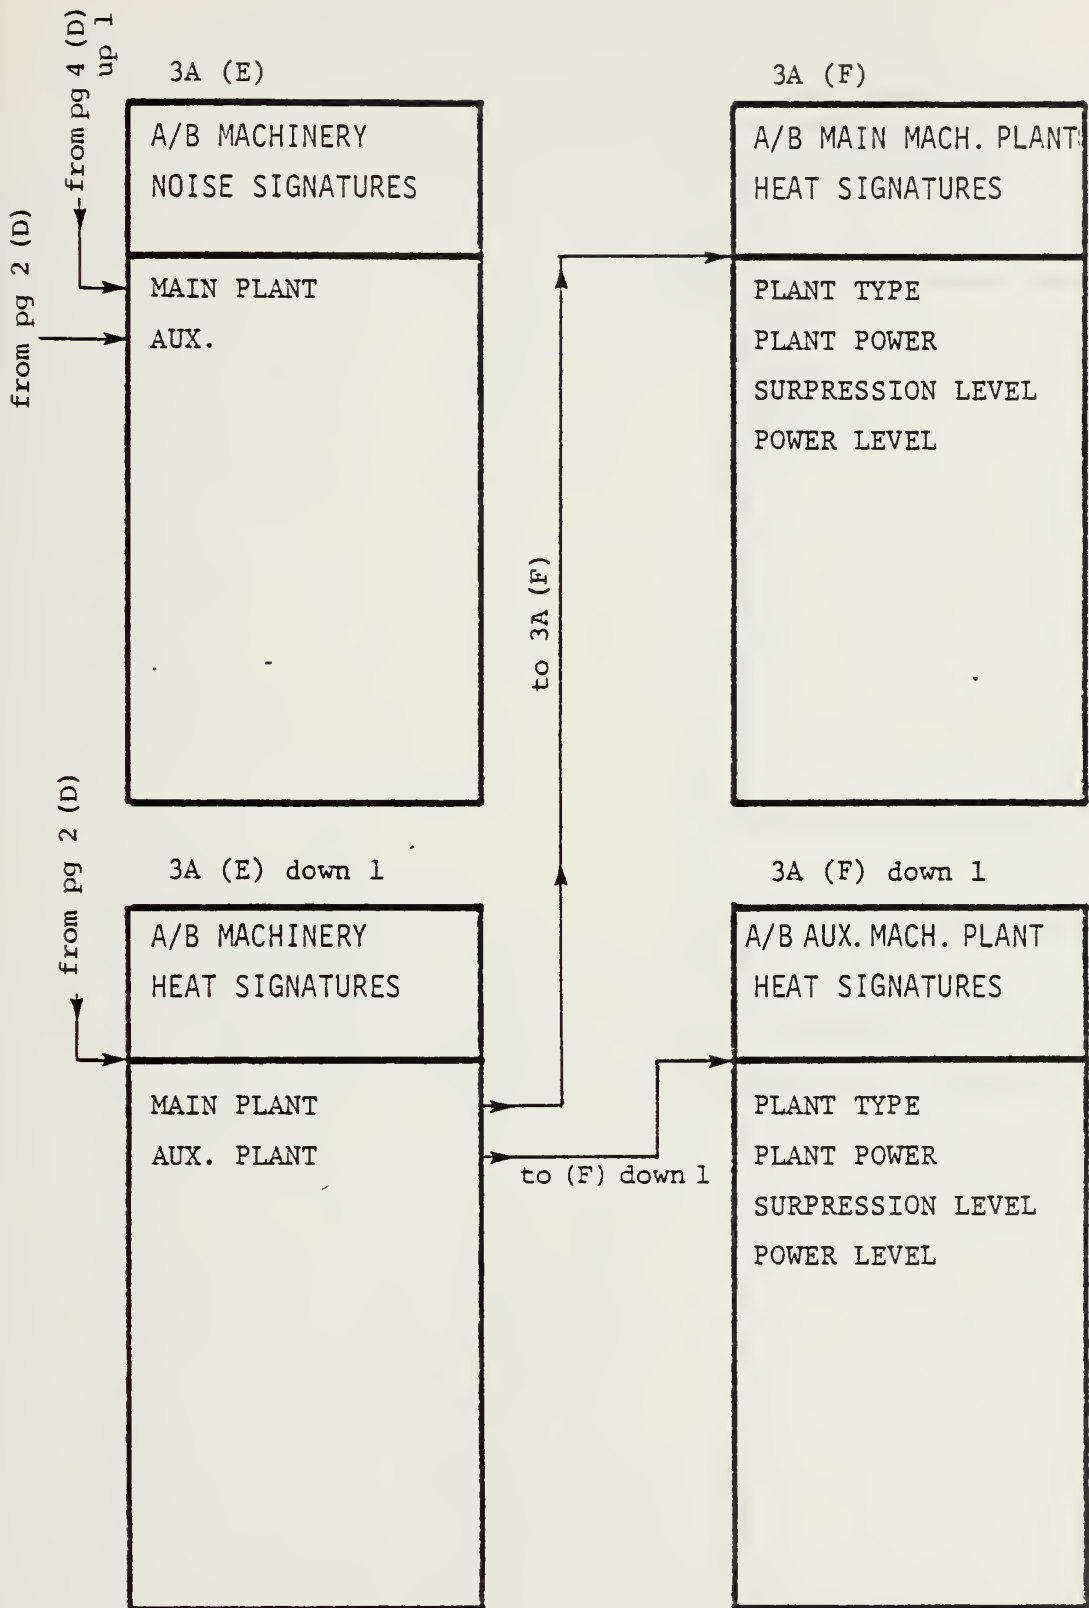 from pg 4 (D)
up 1
from pg 2 (D)
3A (E)
A/B MACHINERY
NOISE SIGNATURES
MAIN PLANT
AUX.
3A (F)
A/B MAIN MACH. PLANT
HEAT SIGNATURES
PLANT TYPE
PLANT POWER
SURPRESSION LEVEL
POWER LEVEL
to 3A (F)
from pg 2 (D)
3A (E) down 1
A/B MACHINERY
HEAT SIGNATURES
MAIN PLANT
AUX. PLANT
to (F) down 1
3A (F) down 1
A/B AUX. MACH. PLANT
HEAT SIGNATURES
PLANT TYPE
PLANT POWER
SURPRESSION LEVEL
POWER LEVEL